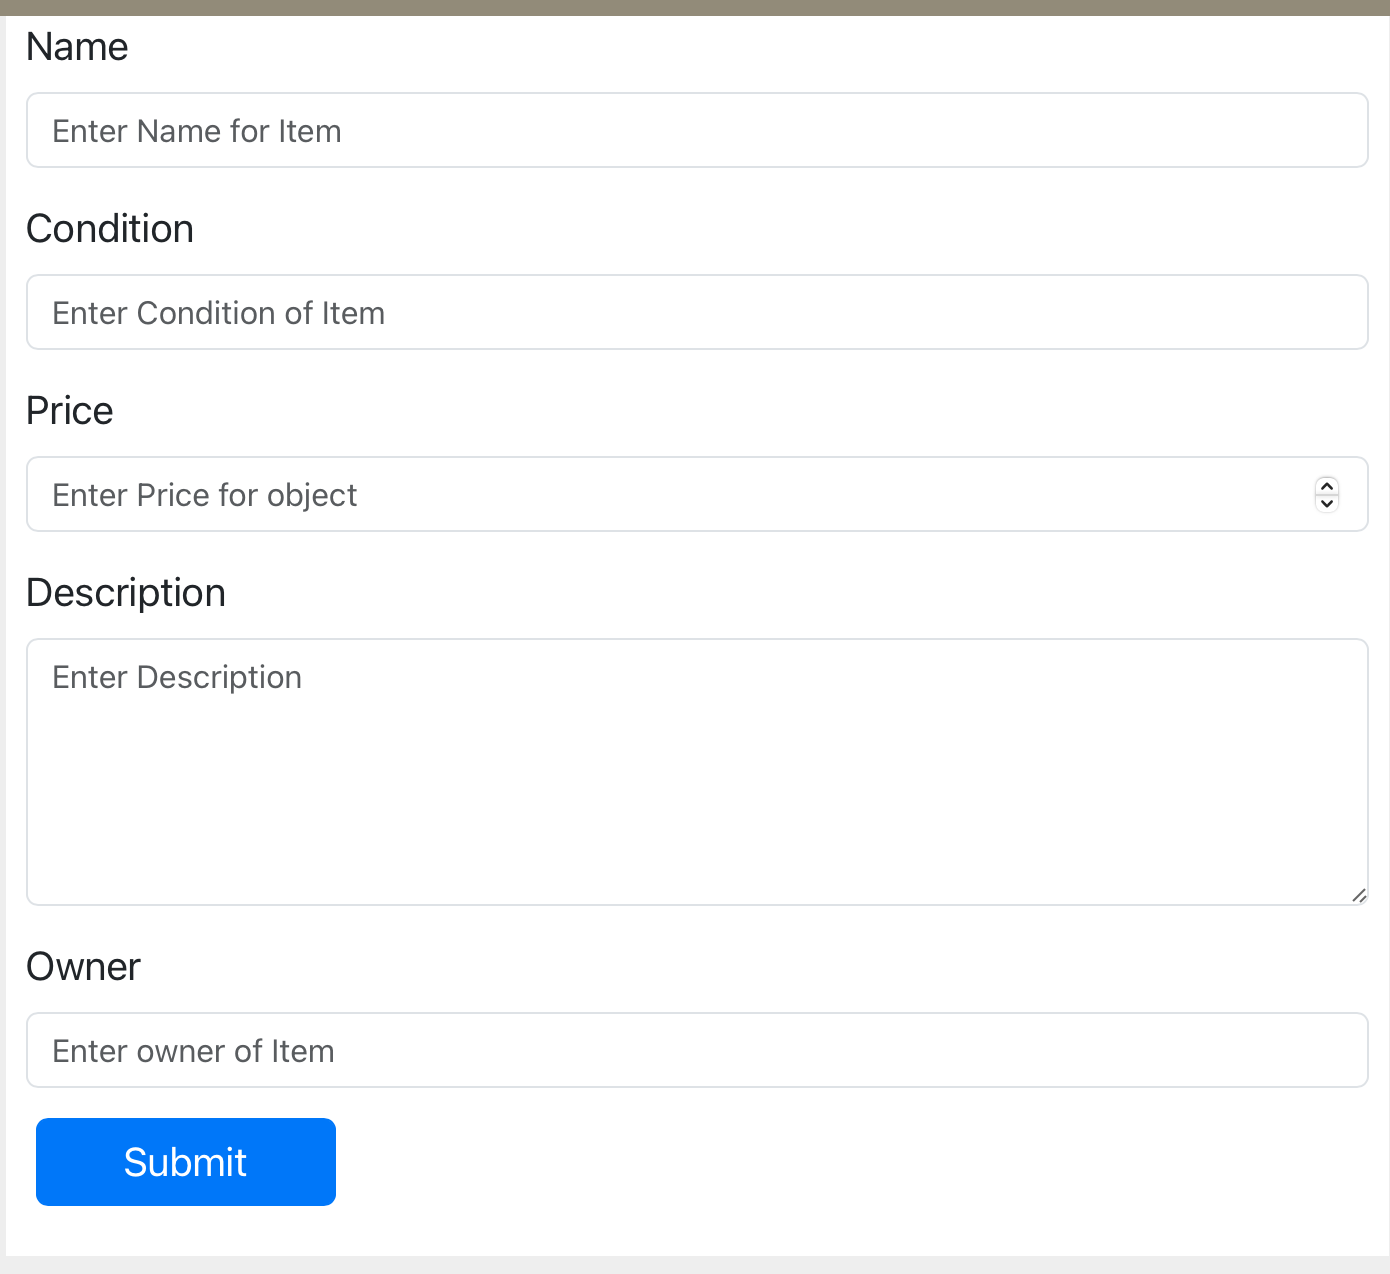 Name
Enter Name for Item
Condition
Enter Condition of Item
Price
Enter Price for object
Description
Enter Description
Owner
Enter owner of Item
Submit